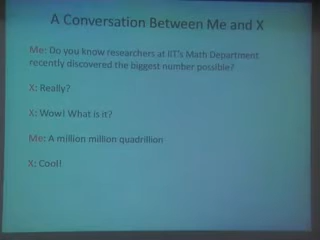 A Conversation Between Me and X
Me: Do you know researchers at IIT's Math Department
recently discovered the biggest number possible?
X: Really?
X: Wow! What is it?
Me: A million million quadrillion
X: Cool!